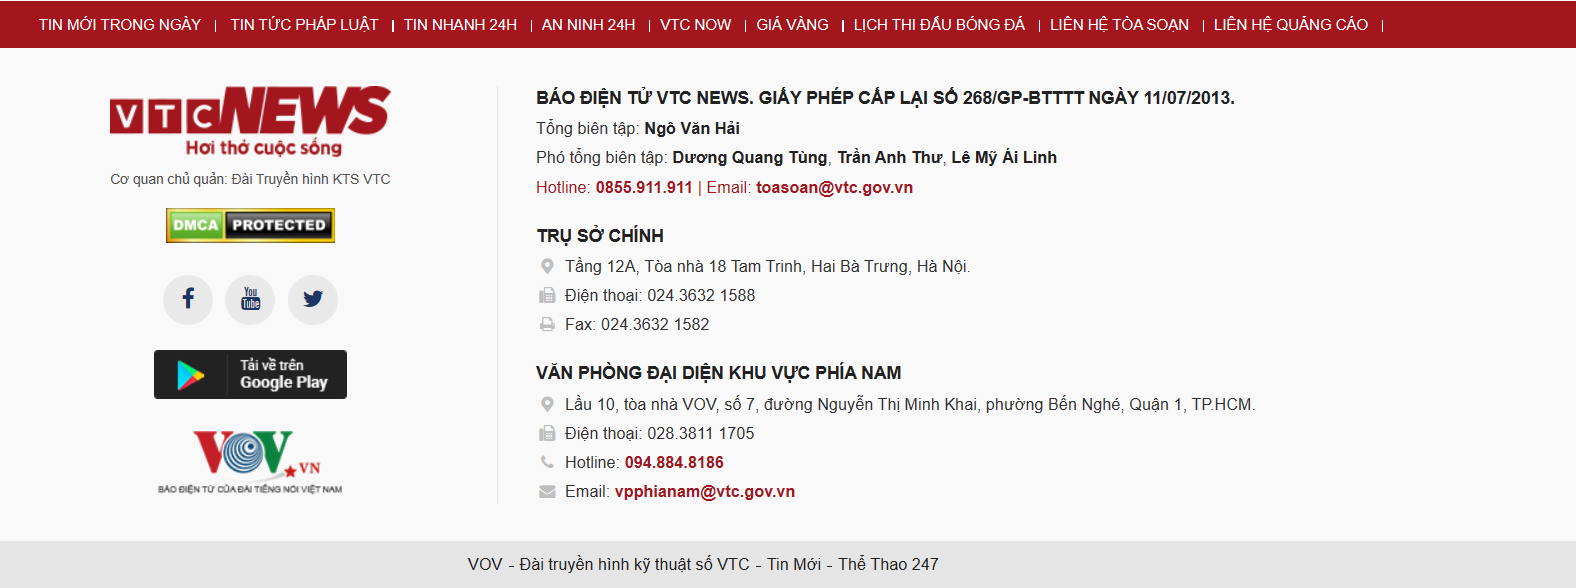 TIN MỚI TRONG NGÀY | TIN TỨC PHÁP LUẬT | TIN NHANH 24H | AN NINH 24H | VTC NOW | GIÁ VÀNG | LỊCH THI ĐẤU BÓNG ĐÁ | LIÊN HỆ TÒA SOẠN | LIÊN HỆ QUẢNG CÁO |
VTC NEWS
Hơi thở cuộc sống
Cơ quan chủ quản: Đài Truyền hình KTS VTC
DMCA PROTECTED
f You Tube
Tải về trên
Google Play
VOV.VN
BÁO ĐIỆN TỬ CỦA ĐÀI TIẾNG NÓI VIỆT NAM
BÁO ĐIỆN TỬ VTC NEWS. GIẤY PHÉP CẤP LẠI SỐ 268/GP-BTTTT NGÀY 11/07/2013.
Tổng biên tập: Ngô Văn Hải
Phó tổng biên tập: Dương Quang Tùng, Trần Anh Thư, Lê Mỹ Ái Linh
Hotline: 0855.911.911 | Email: toasoan@vtc.gov.vn
TRỤ SỞ CHÍNH
Tầng 12A, Tòa nhà 18 Tam Trinh, Hai Bà Trưng, Hà Nội.
Điện thoại: 024.3632 1588
Fax: 024.3632 1582
VĂN PHÒNG ĐẠI DIỆN KHU VỰC PHÍA NAM
Lầu 10, tòa nhà VOV, số 7, đường Nguyễn Thị Minh Khai, phường Bến Nghé, Quận 1, TP.HCM.
Điện thoại: 028.3811 1705
Hotline: 094.884.8186
Email: vpphianam@vtc.gov.vn
VOV - Đài truyền hình kỹ thuật số VTC - Tin Mới - Thể Thao 247